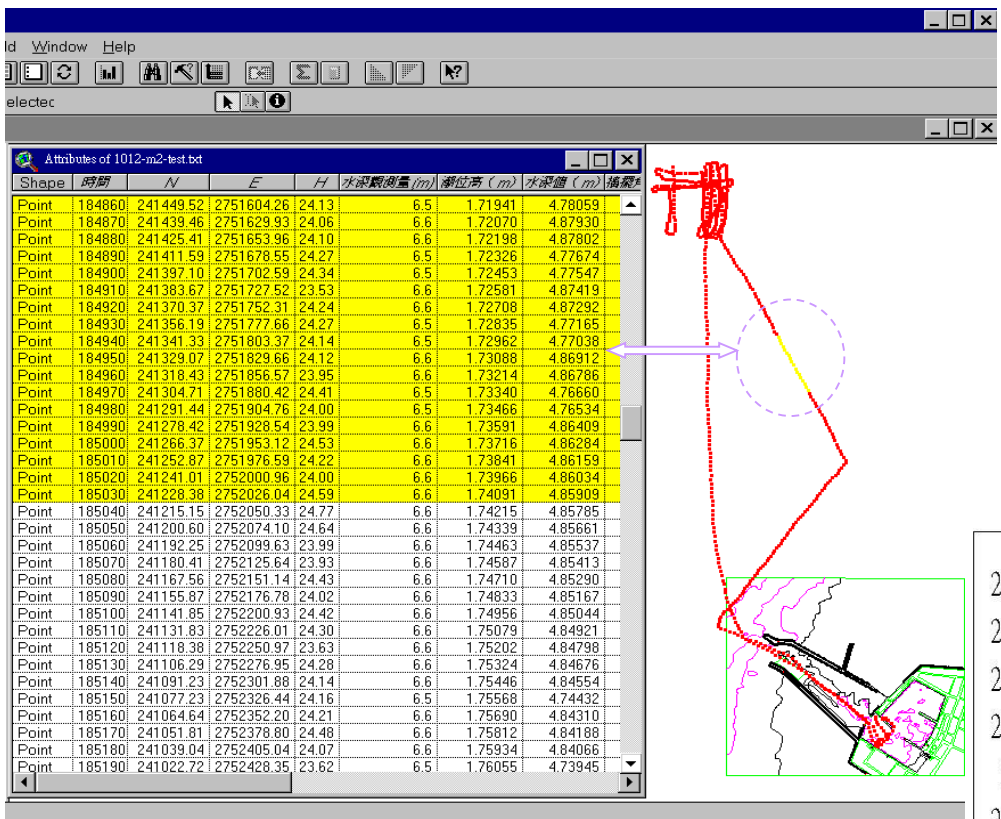 ld Window Help
electec
Attributes of 1012-m2-test.txt
Shape 時間 N E H 水深觀測量(m) 潮位高(m) 水深值(m)
Point 184860 241449.52 2751604.26 24.13 6.5 1.71941 4.78059
Point 184870 241439.46 2751629.93 24.06 6.6 1.72070 4.87930
Point 184880 241425.41 2751653.96 24.10 6.6 1.72198 4.87802
Point 184890 241411.59 2751678.55 24.27 6.5 1.72326 4.77674
Point 184900 241397.10 2751702.59 24.34 6.5 1.72453 4.77547
Point 184910 241383.67 2751727.52 23.53 6.6 1.72581 4.87419
Point 184920 241370.37 2751752.31 24.24 6.6 1.72708 4.87292
Point 184930 241356.19 2751777.66 24.27 6.5 1.72835 4.77165
Point 184940 241341.33 2751803.37 24.14 6.5 1.72962 4.77038
Point 184950 241329.07 2751829.66 24.12 6.6 1.73088 4.86912
Point 184960 241318.43 2751856.57 23.95 6.6 1.73214 4.86786
Point 184970 241304.71 2751880.42 24.41 6.5 1.73340 4.76660
Point 184980 241291.44 2751904.76 24.00 6.5 1.73466 4.76534
Point 184990 241278.42 2751928.54 23.99 6.6 1.73591 4.86409
Point 185000 241266.37 2751953.12 24.53 6.6 1.73716 4.86284
Point 185010 241252.87 2751976.59 24.22 6.6 1.73841 4.86159
Point 185020 241241.01 2752000.96 24.00 6.6 1.73966 4.86034
Point 185030 241228.38 2752026.04 24.59 6.6 1.74091 4.85909
Point 185040 241215.15 2752050.33 24.77 6.6 1.74215 4.85785
Point 185050 241200.60 2752074.10 24.64 6.6 1.74339 4.85661
Point 185060 241192.25 2752099.63 23.99 6.6 1.74463 4.85537
Point 185070 241180.41 2752125.64 23.93 6.6 1.74587 4.85413
Point 185080 241167.56 2752151.14 24.43 6.6 1.74710 4.85290
Point 185090 241155.87 2752176.78 24.02 6.6 1.74833 4.85167
Point 185100 241141.85 2752200.93 24.42 6.6 1.74956 4.85044
Point 185110 241131.83 2752226.01 24.30 6.6 1.75079 4.84921
Point 185120 241118.38 2752250.97 23.63 6.6 1.75202 4.84798
Point 185130 241106.29 2752276.95 24.28 6.6 1.75324 4.84676
Point 185140 241091.23 2752301.88 24.14 6.6 1.75446 4.84554
Point 185150 241077.23 2752326.44 24.16 6.5 1.75568 4.74432
Point 185160 241064.64 2752352.20 24.21 6.6 1.75690 4.84310
Point 185170 241051.81 2752378.80 24.48 6.6 1.75812 4.84188
Point 185180 241039.04 2752405.04 24.07 6.6 1.75934 4.84066
Point 185190 241022.72 2752428.35 23.62 6.5 1.76055 4.73945
2
2
2
2
2